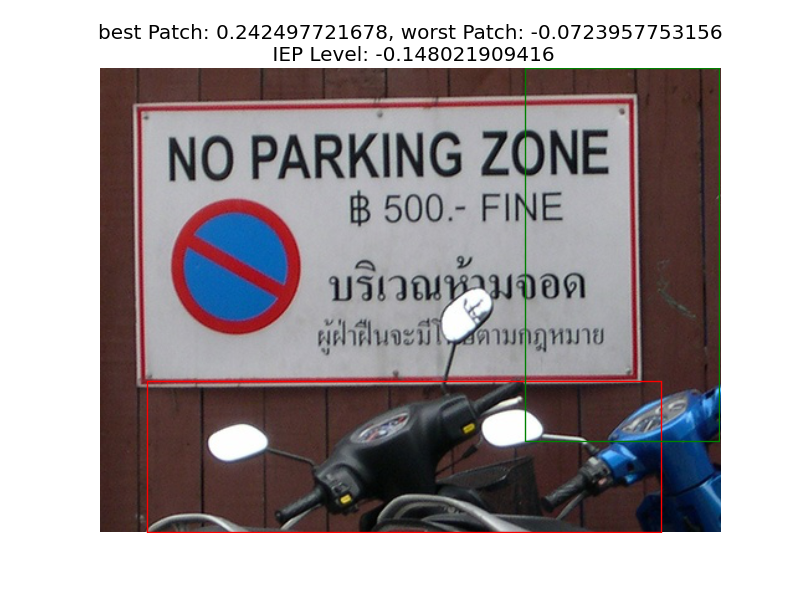 best Patch: 0.242497721678, worst Patch: -0.0723957753156
IEP Level: -0.148021909416
NO PARKING ZONE
฿ 500.- FINE
บริเวณห้ามจอด
ผู้ฝ่าฝืนจะมี ตามกฎหมาย